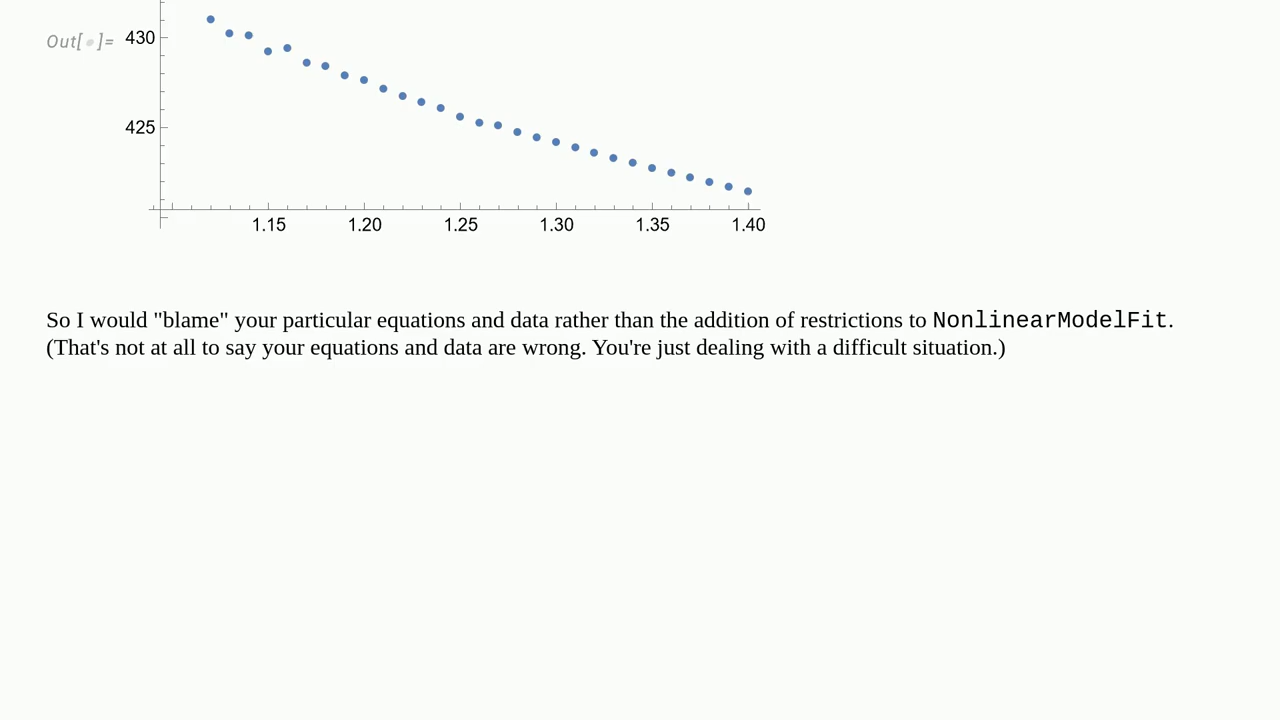 430
Out[ ]=
425
1.15 1.20 1.25 1.30 1.35 1.40
So I would "blame" your particular equations and data rather than the addition of restrictions to NonlinearModelFit.
(That's not at all to say your equations and data are wrong. You're just dealing with a difficult situation.)